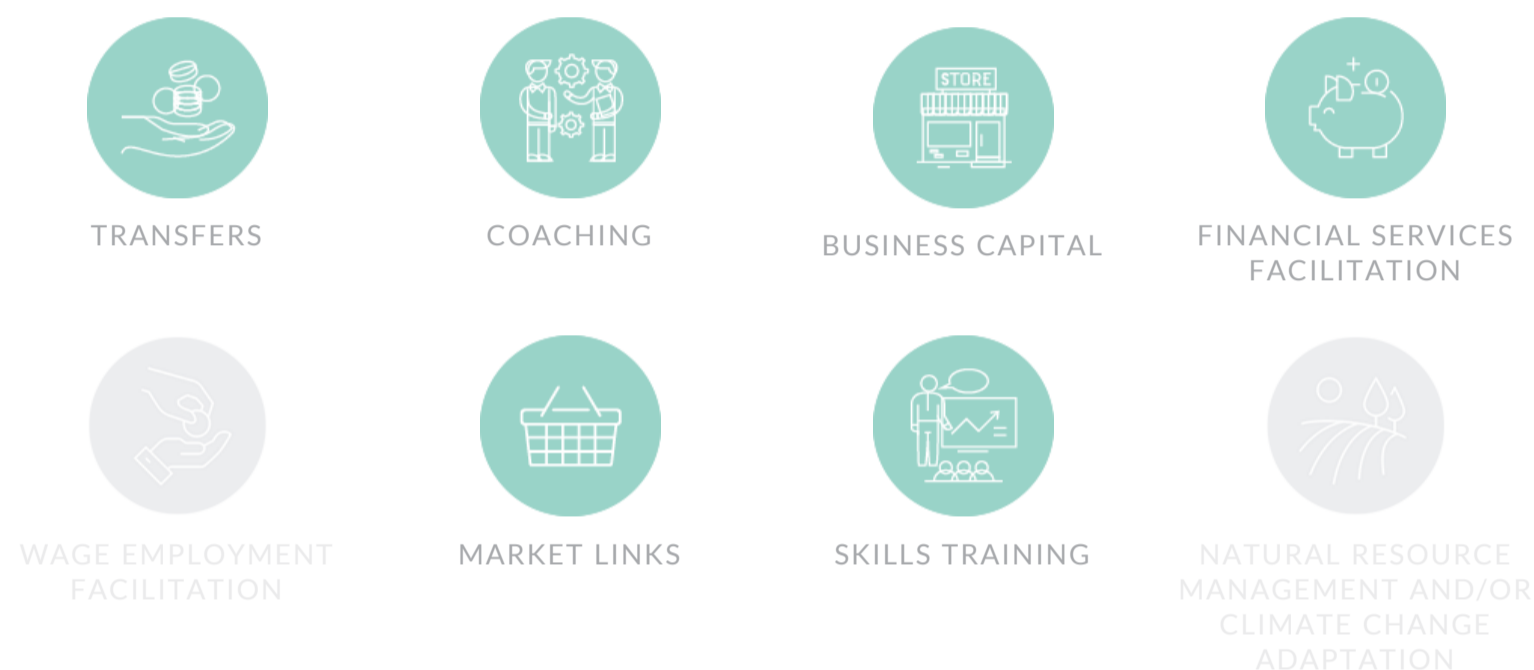 STORE
TRANSFERS
COACHING
BUSINESS CAPITAL
FINANCIAL SERVICES
FACILITATION
WAGE EMPLOYMENT
FACILITATION
MARKET LINKS
SKILLS TRAINING
NATURAL RESOURCE
MANAGEMENT AND/OR
CLIMATE CHANGE
ADAPTATION